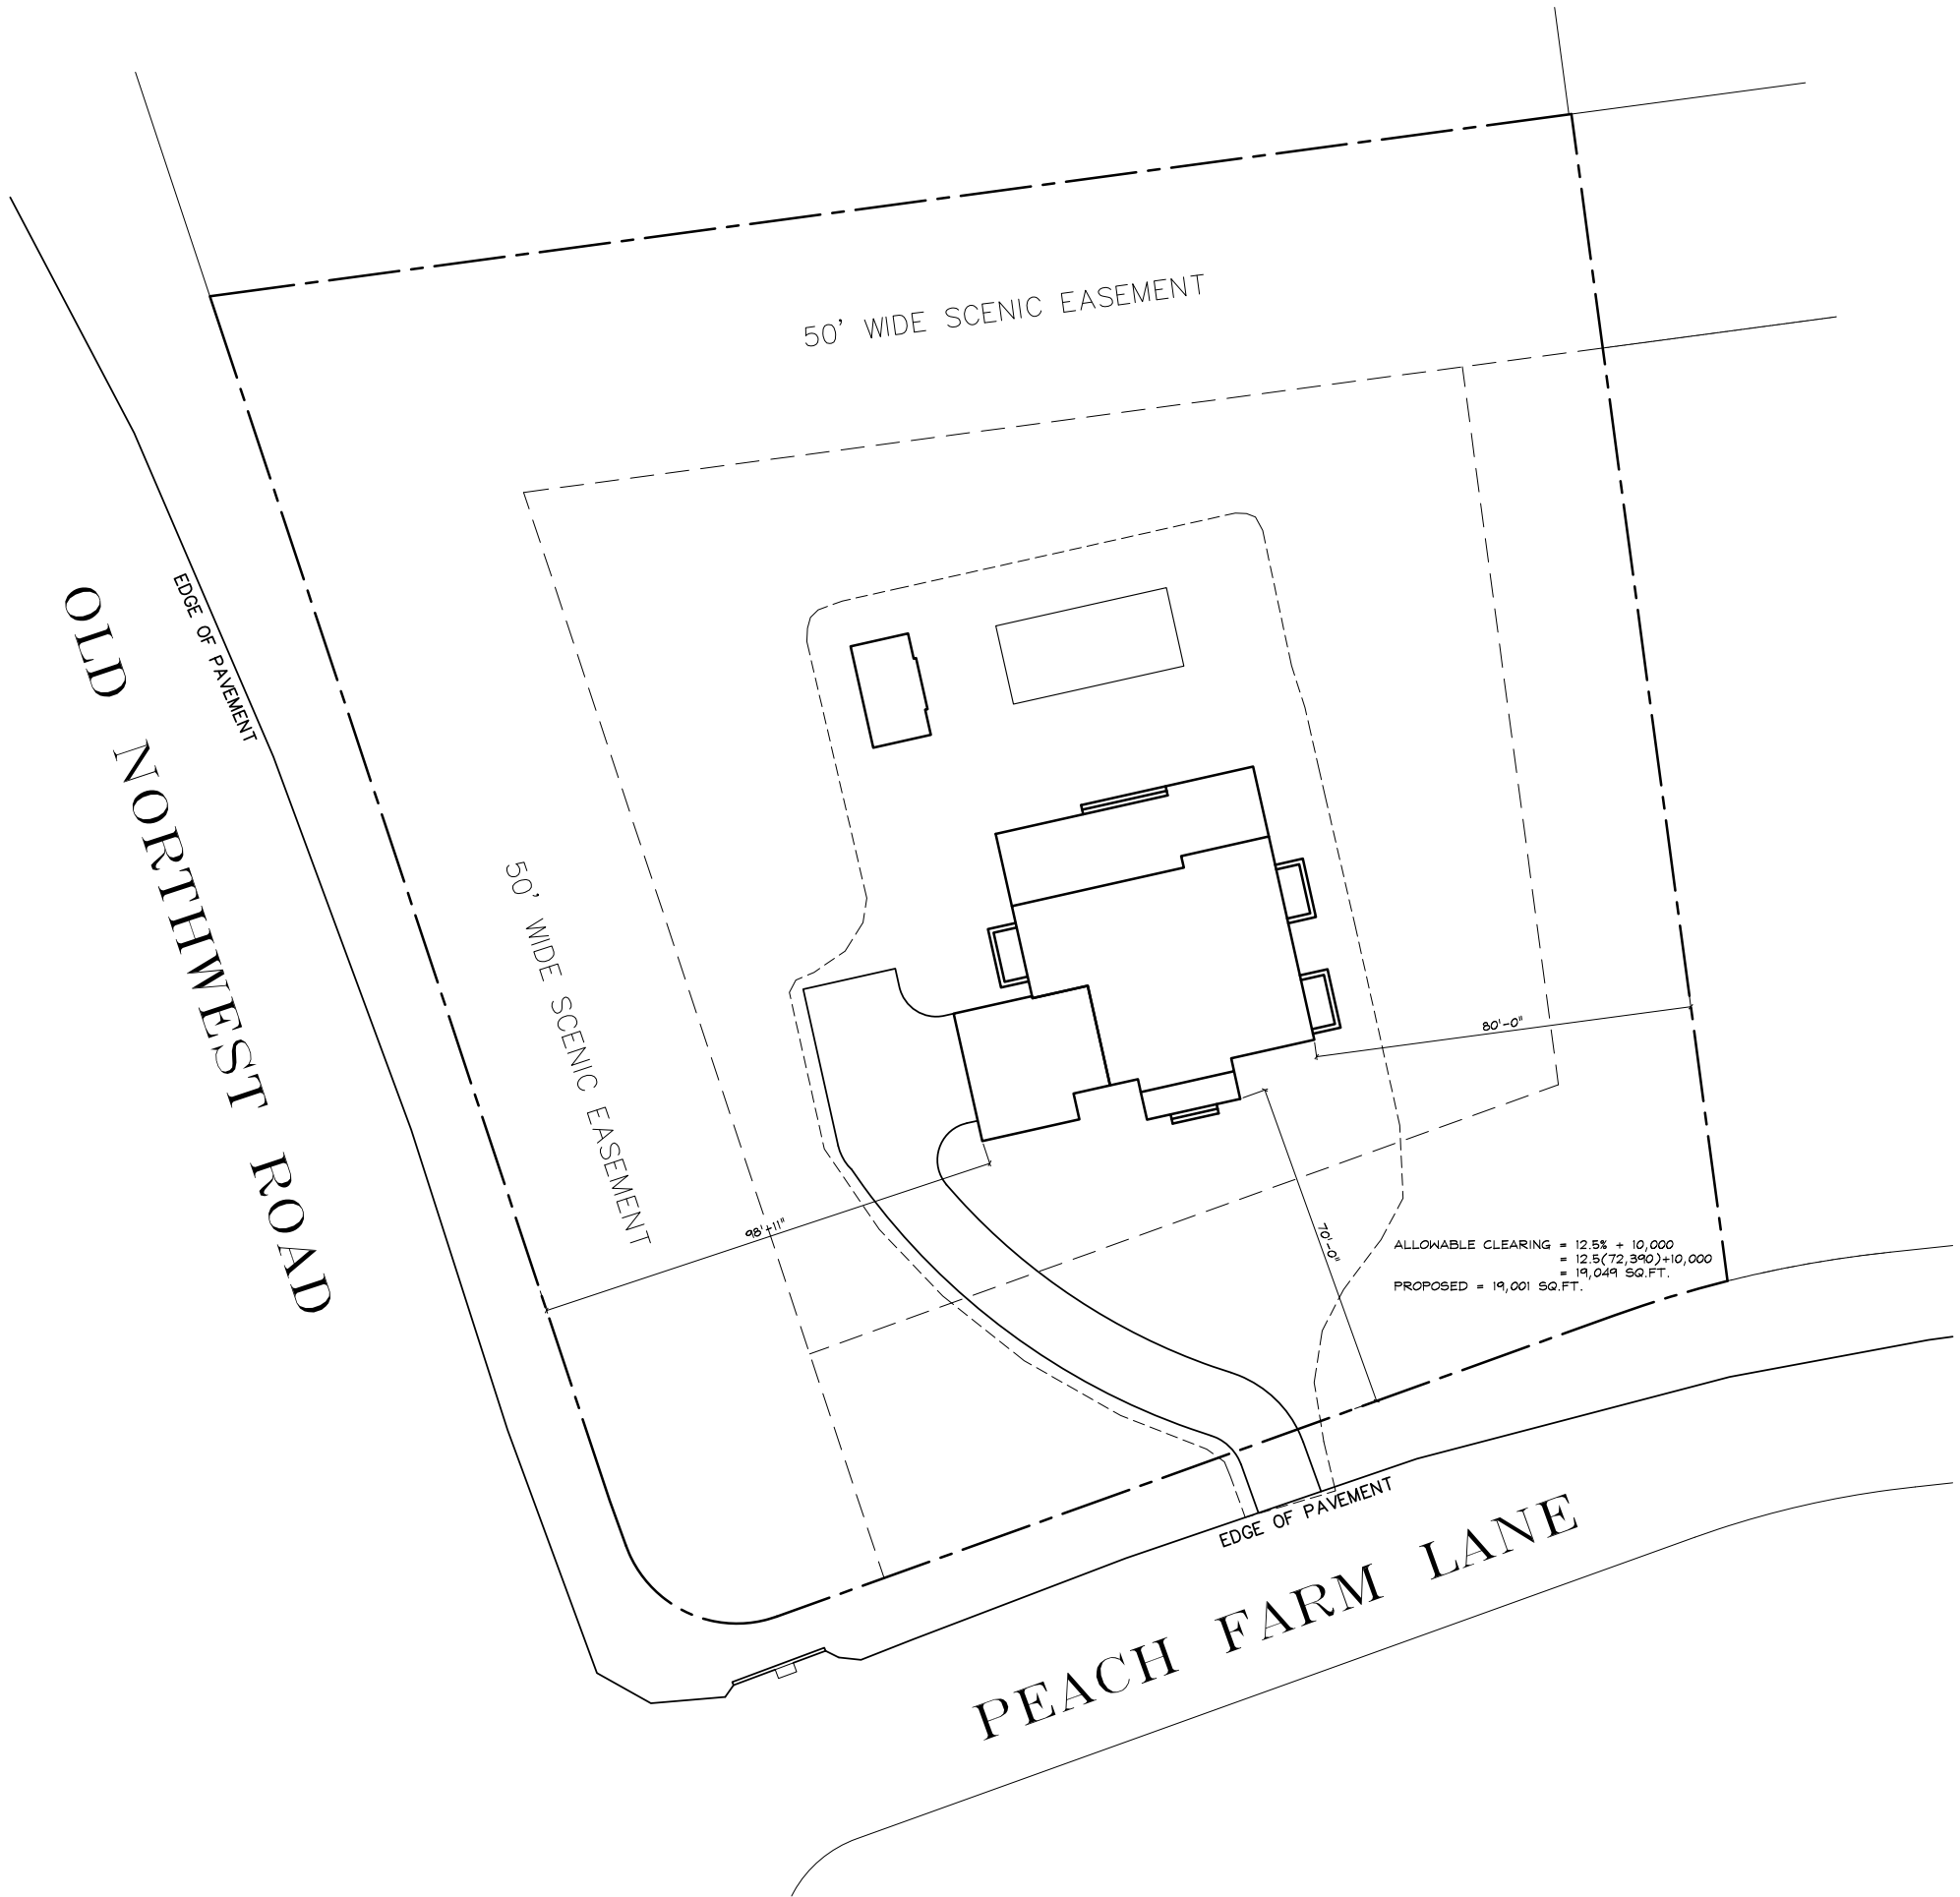 50' WIDE SCENIC EASEMENT
EDGE OF PAVEMENT
OLD NORTHWEST ROAD
50' WIDE SCENIC EASEMENT
80'-0"
98'+11"
70'-0"
ALLOWABLE CLEARING = 12.5% + 10,000
= 12.5(72,390)+10,000
= 19,049 SQ.FT.
PROPOSED = 19,001 SQ.FT.
EDGE OF PAVEMENT
PEACH FARM LANE